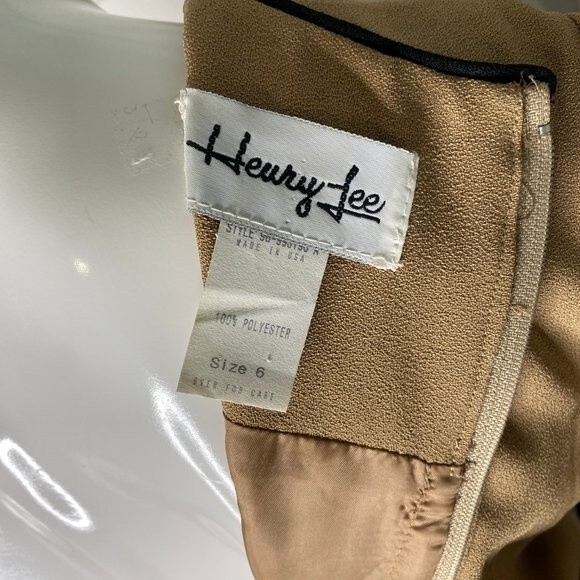 Henry Lee
STYLE
MADE IN USA
100% POLYESTER
Size 6
OVER FOR CARE